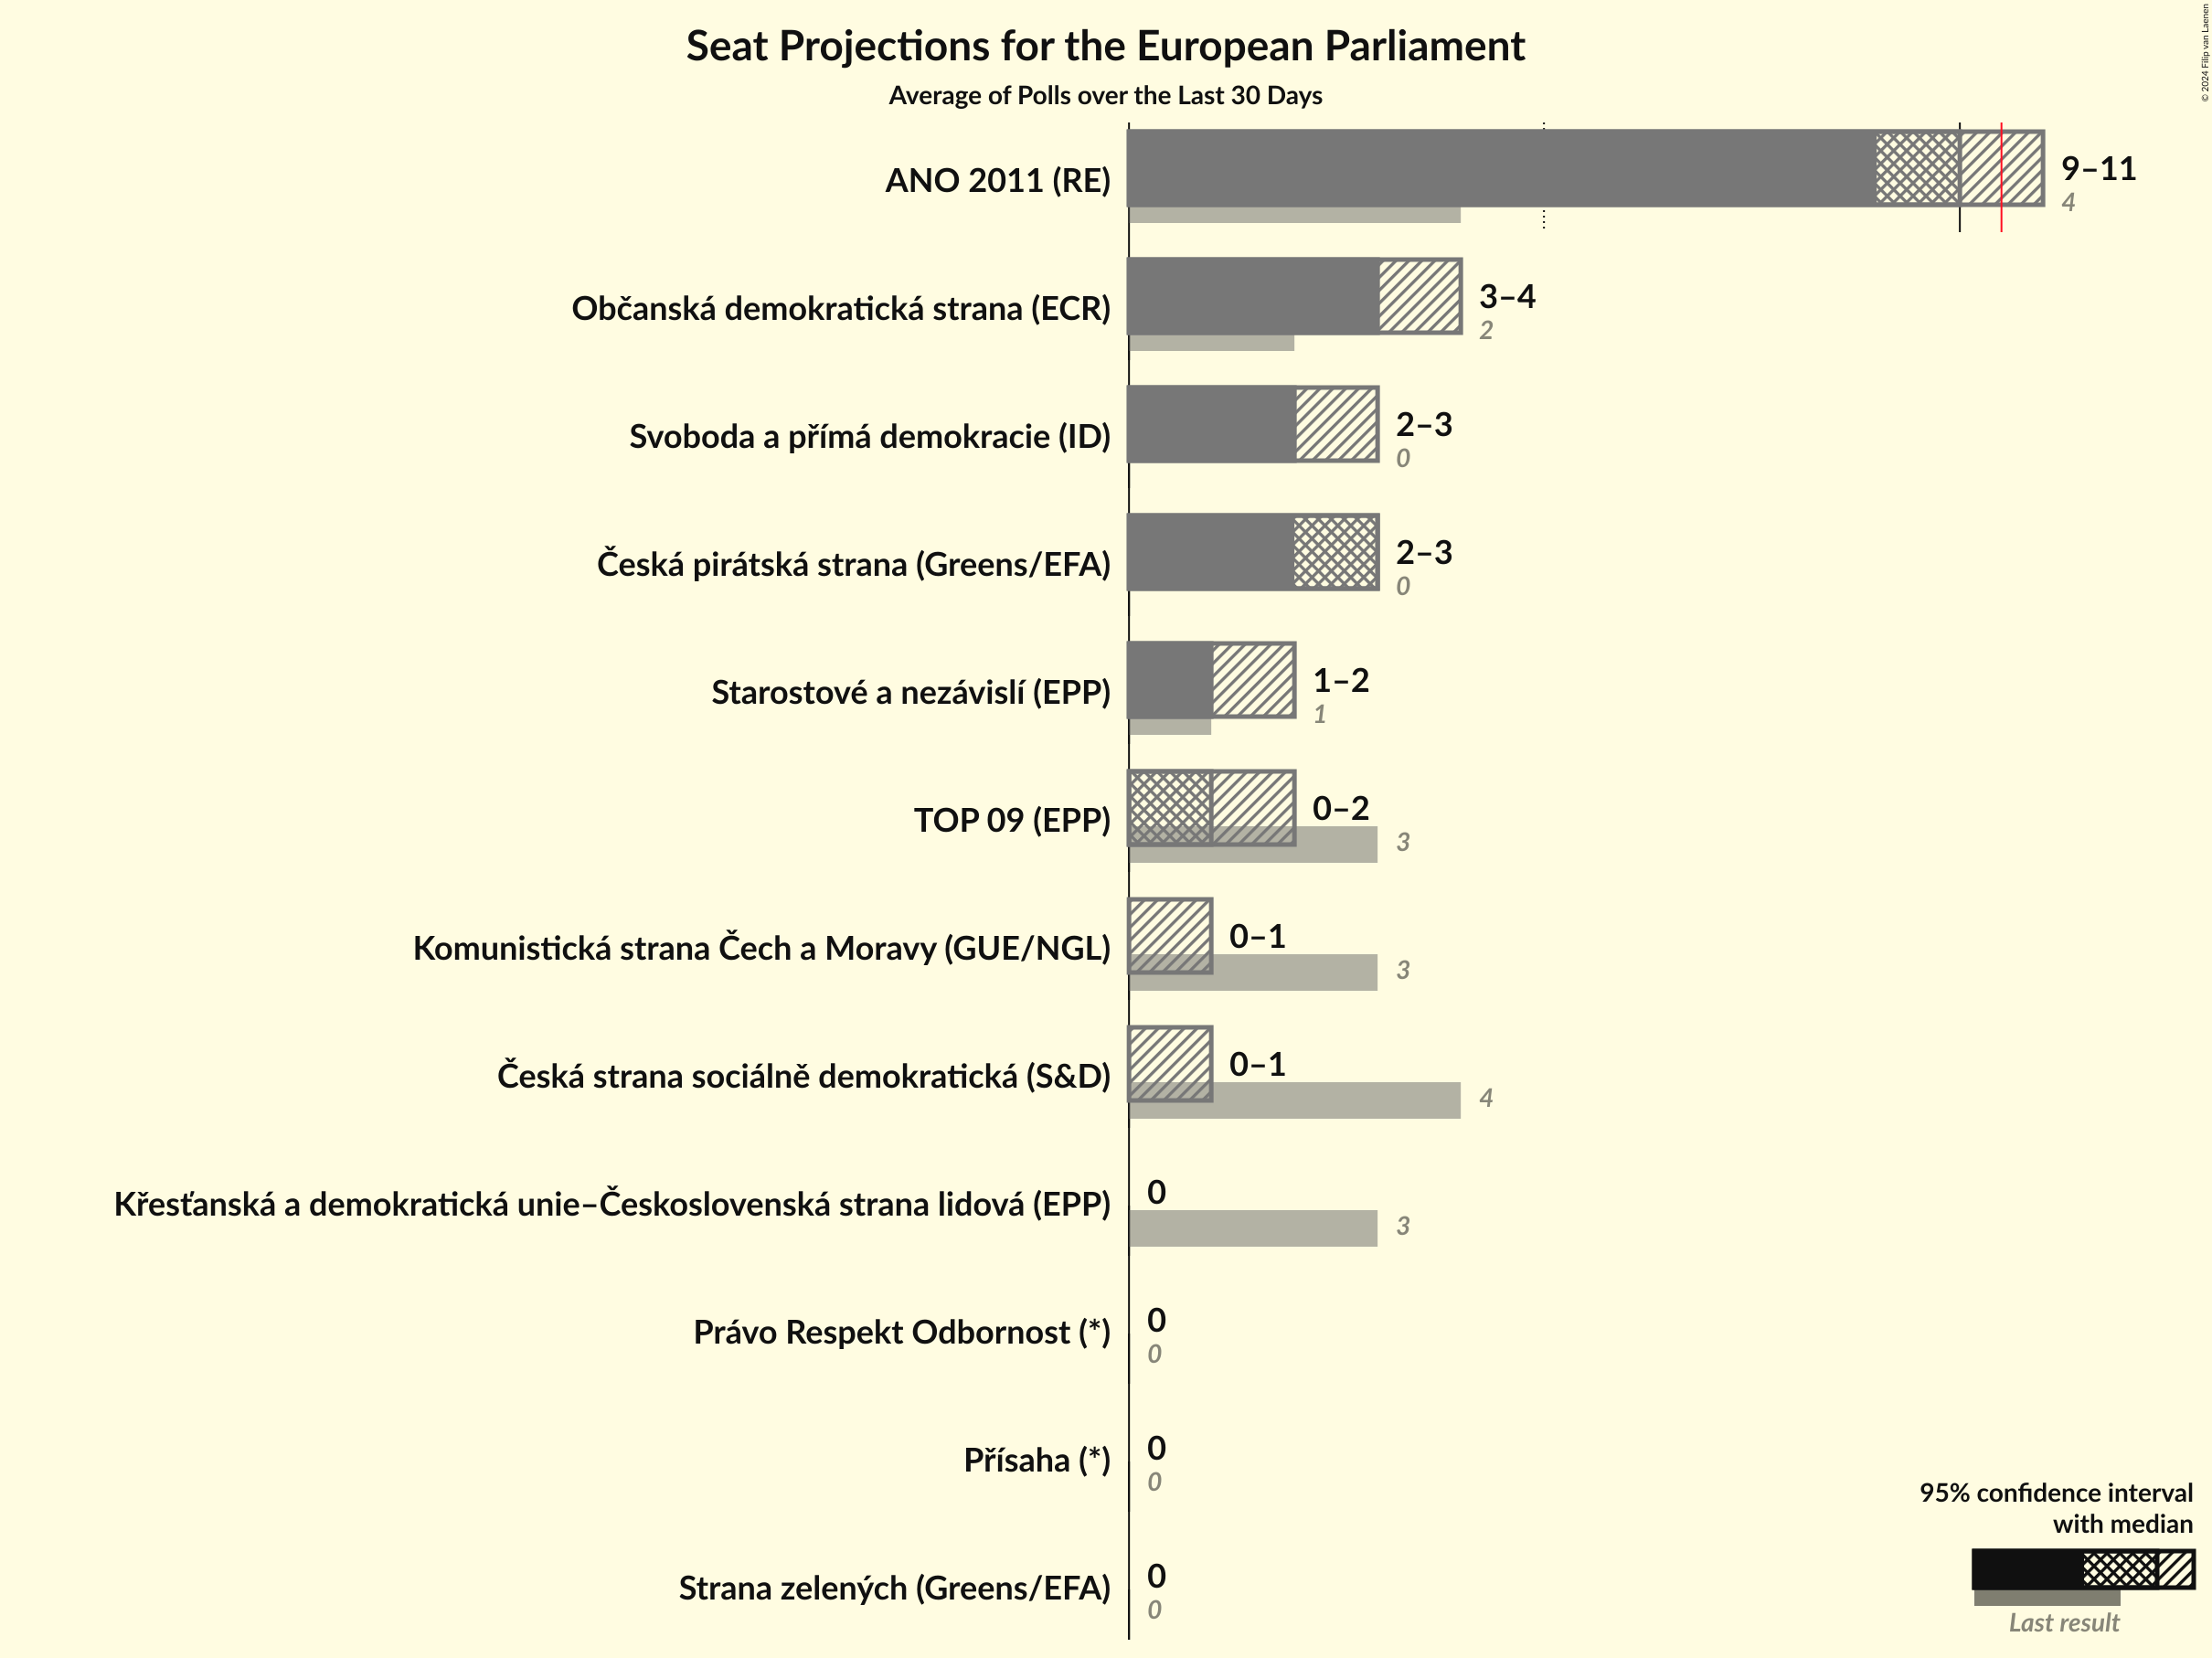 Seat Projections for the European Parliament
Average of Polls over the Last 30 Days
© 2024 Filip van Laenen
ANO 2011 (RE)
9–11
4
Občanská demokratická strana (ECR)
3–4
2
Svoboda a přímá demokracie (ID)
2–3
0
Česká pirátská strana (Greens/EFA)
2–3
0
Starostové a nezávislí (EPP)
1–2
1
TOP 09 (EPP)
0–2
3
Komunistická strana Čech a Moravy (GUE/NGL)
0–1
3
Česká strana sociálně demokratická (S&D)
0–1
4
Křesťanská a demokratická unie–Československá strana lidová (EPP)
0
3
Právo Respekt Odbornost (*)
0
0
Přísaha (*)
0
0
Strana zelených (Greens/EFA)
0
0
95% confidence interval
with median
Last result